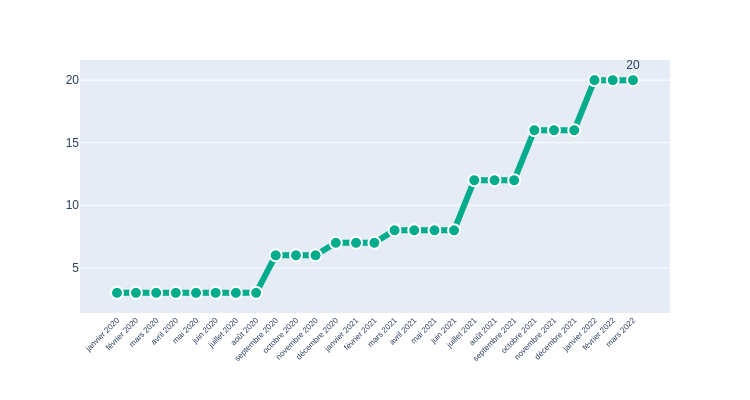 20
20
15
10
5
janvier 2020
février 2020
mars 2020
avril 2020
mai 2020
juin 2020
juillet 2020
août 2020
septembre 2020
octobre 2020
novembre 2020
décembre 2020
janvier 2021
février 2021
mars 2021
avril 2021
mai 2021
juin 2021
juillet 2021
août 2021
septembre 2021
octobre 2021
novembre 2021
décembre 2021
janvier 2022
février 2022
mars 2022